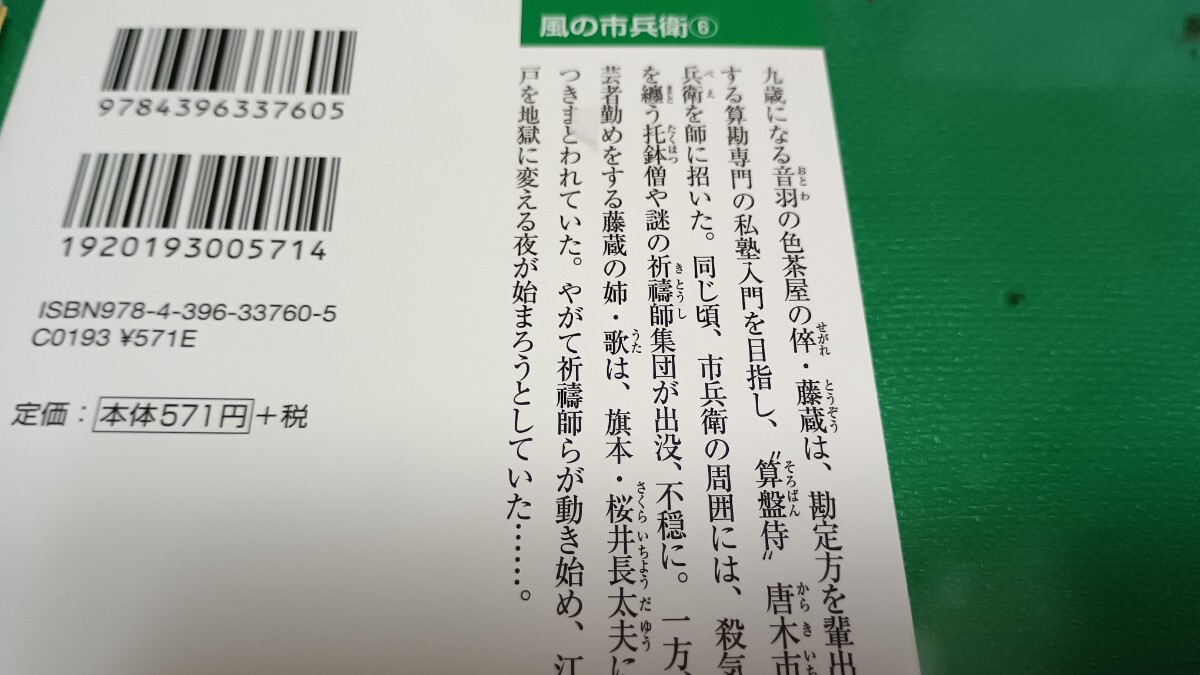 風の市兵衛⑥
九歳になる音羽の色茶屋の倅・藤蔵は、勘定方を輩出
する算勘専門の私塾入門を目指し、〝算盤侍〟唐木市
兵衛を師に招いた。同じ頃、市兵衛の周囲には、殺気
を纏う托鉢僧や謎の祈禱師集団が出没、不穏に。一方、
芸者勤めをする藤蔵の姉・歌は、旗本・桜井長太夫に
つきまとわれていた。やがて祈禱師らが動き始め、江
戸を地獄に変える夜が始まろうとしていた……。
9784396337605
1920193005714
ISBN978-4-396-33760-5
C0193 ¥571E
定価：本体571円+税